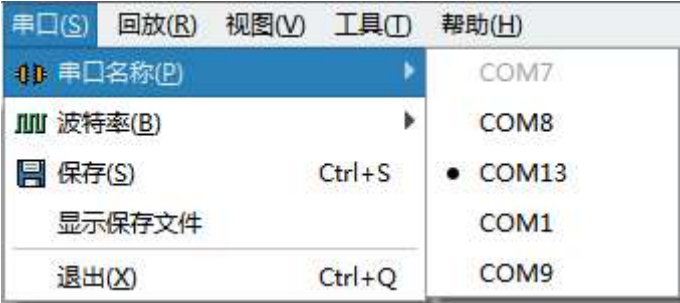 串口(S) 回放(R) 视图(V) 工具(T) 帮助(H)
串口名称(P)
波特率(B)
保存(S) Ctrl+S
显示保存文件
退出(X) Ctrl+Q
COM7
COM8
COM13
COM1
COM9